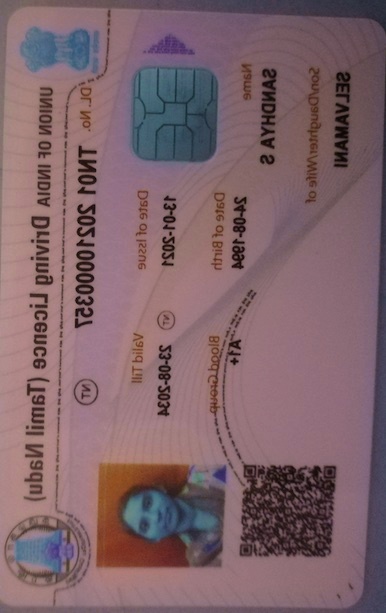 UNION OF INDIA Driving Licence (Tamil Nadu)
DL No. TN01 20210000357 NT
Date of Issue Valid Till
13-01-2021 NT 23-08-2034
Date of Birth Blood Group
24-08-1994 A1+
Name
SANDHYA S
Son/Daughter/Wife of
SELVAMANI